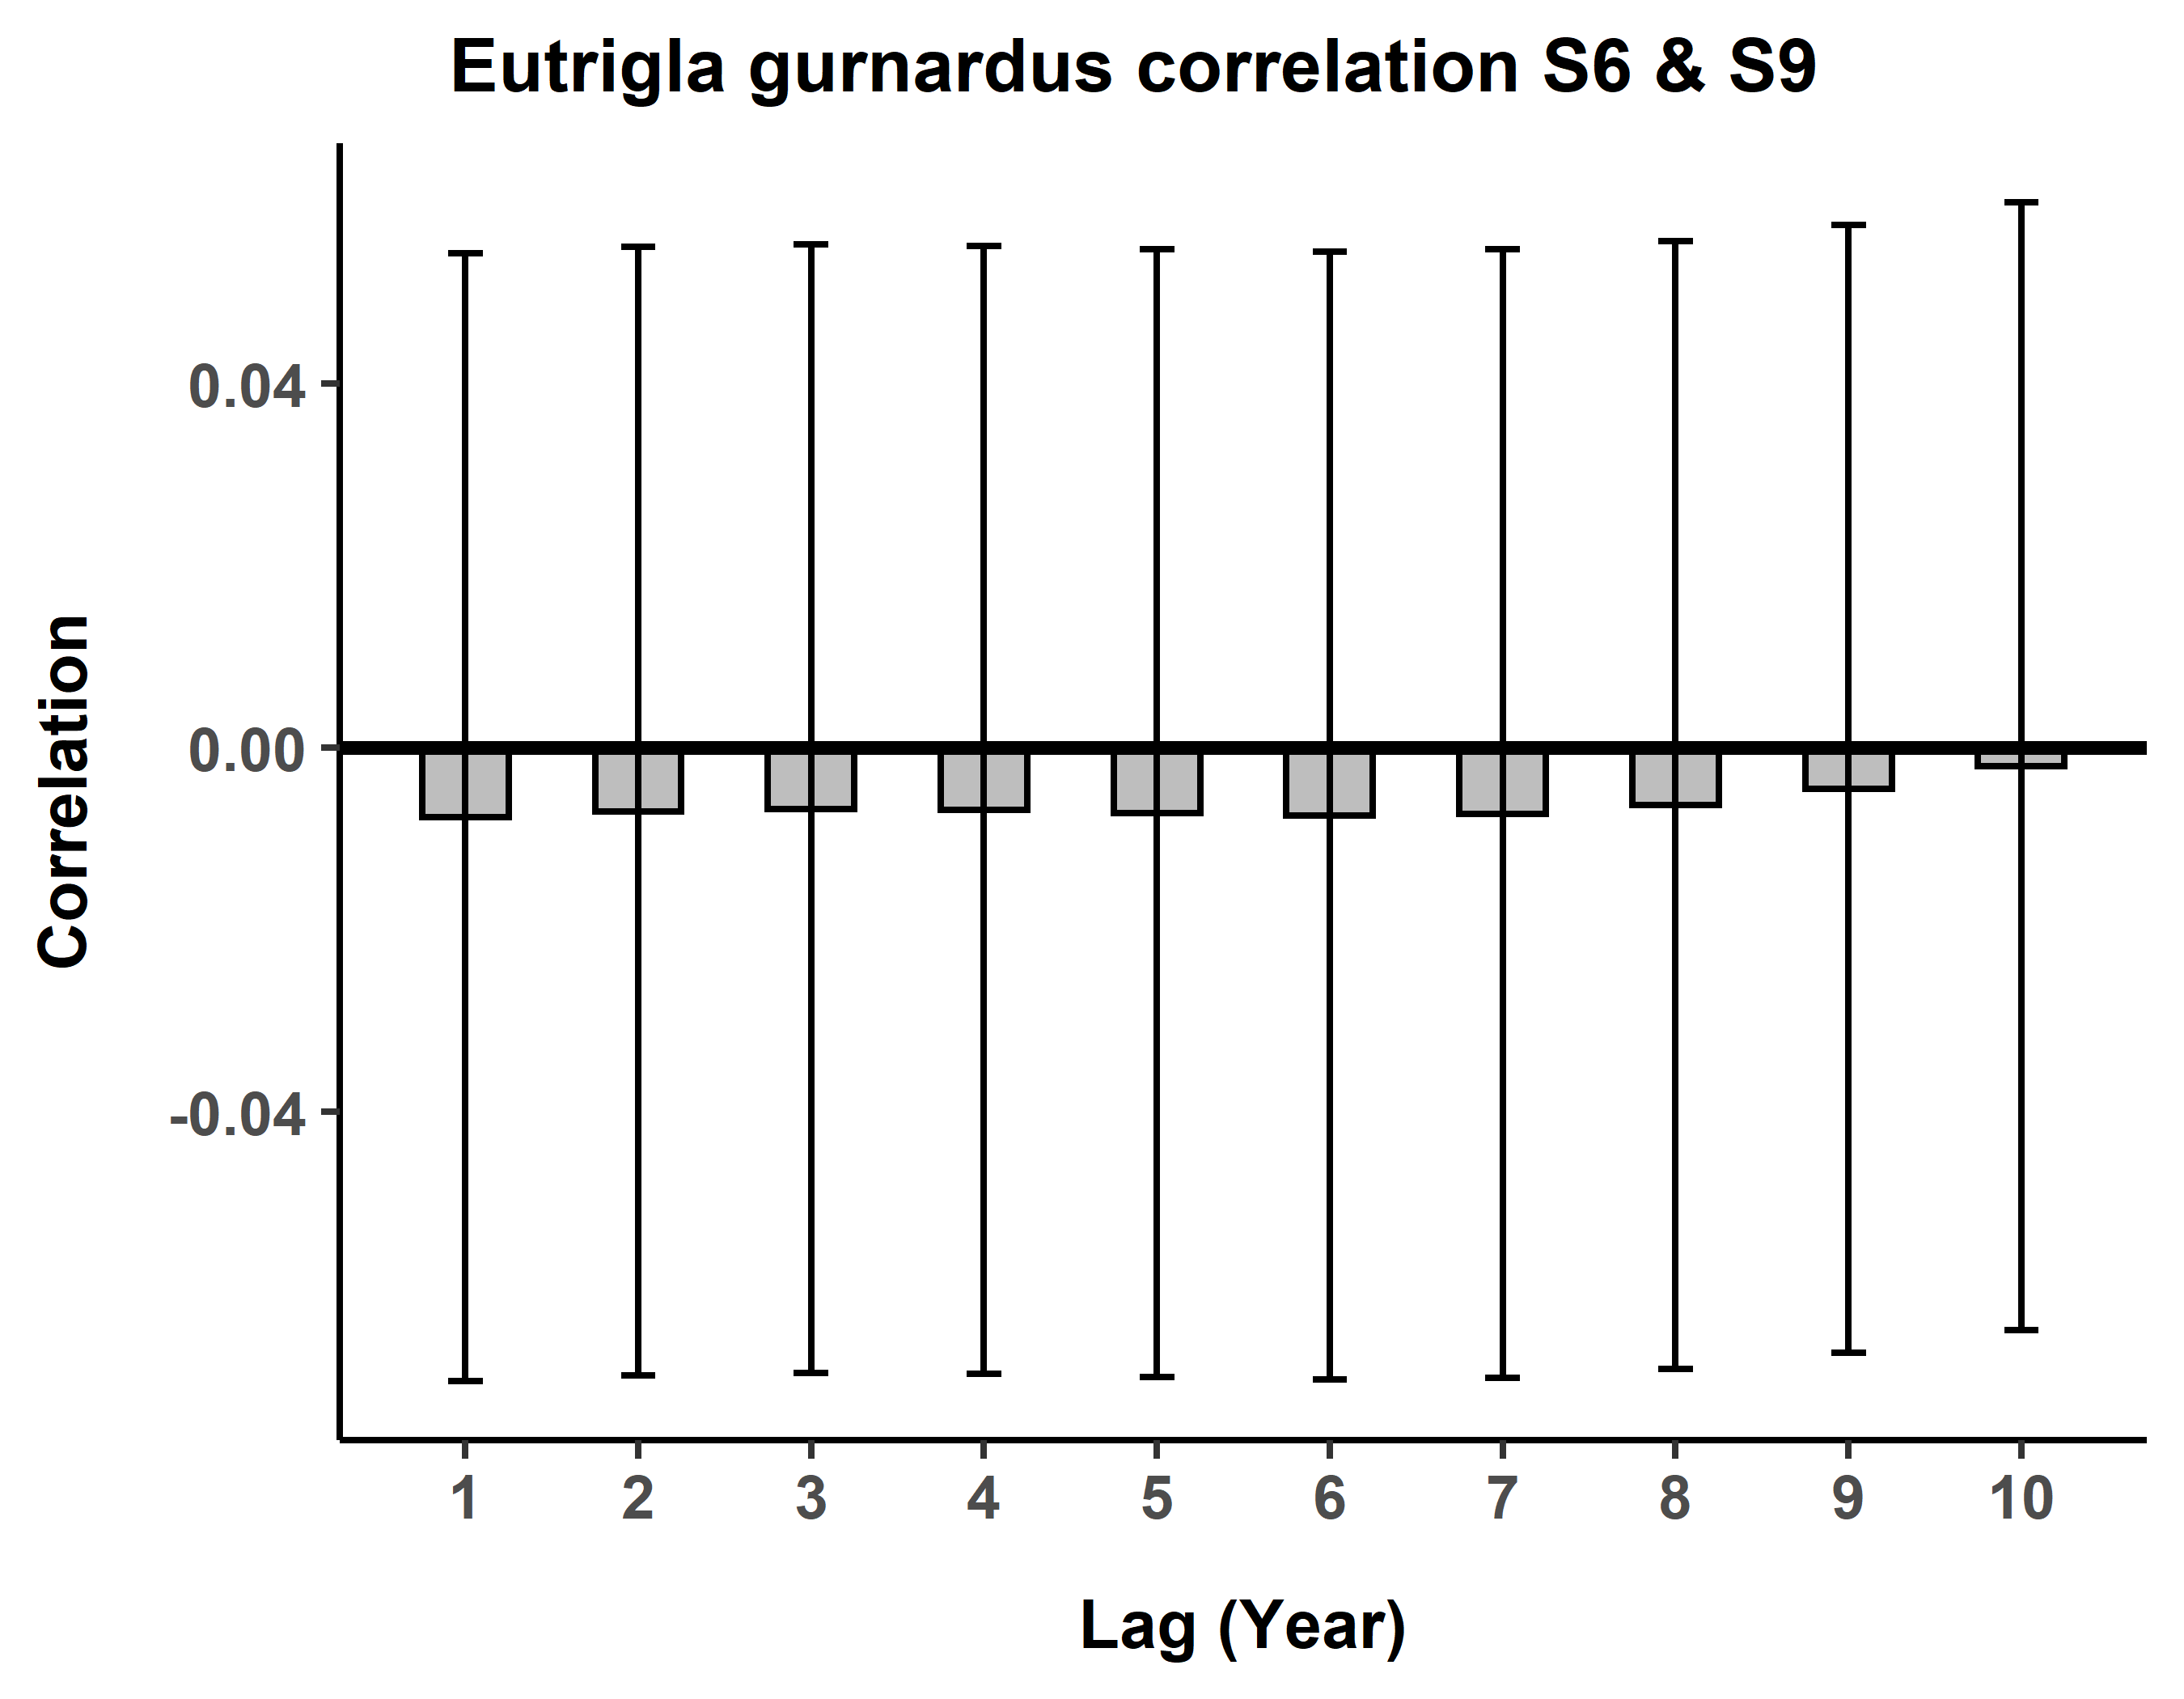 Eutrigla gurnardus correlation S6 & S9
Correlation
0.04
0.00
-0.04
1 2 3 4 5 6 7 8 9 10
Lag (Year)